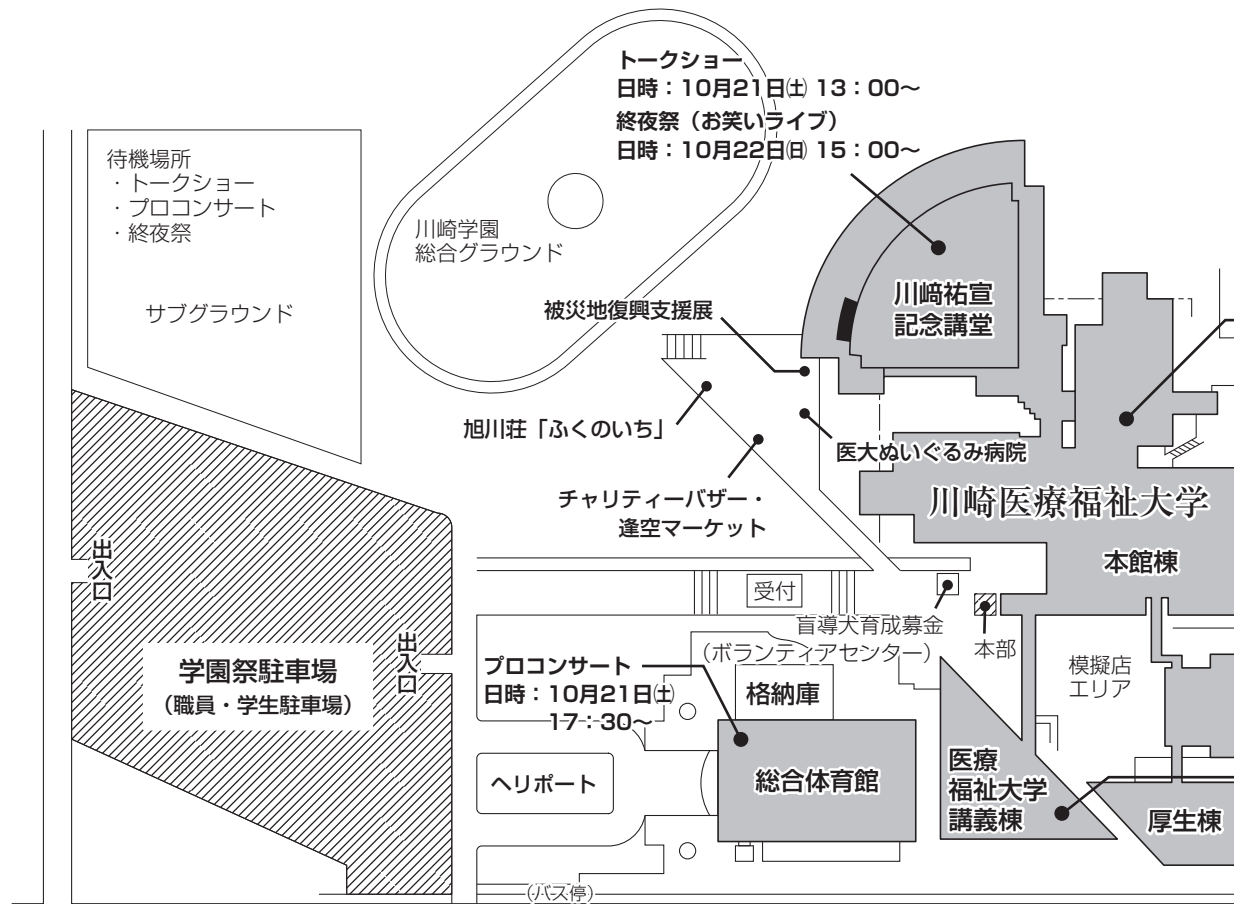 トークショー
日時：10月21日㈯ 13：00〜
終夜祭（お笑いライブ）
日時：10月22日㈰ 15：00〜
待機場所
・トークショー
・プロコンサート
・終夜祭
サブグラウンド
川崎学園
総合グラウンド
川﨑祐宣
記念講堂
被災地復興支援展
旭川荘「ふくのいち」
医大ぬいぐるみ病院
チャリティーバザー・
逢空マーケット
川崎医療福祉大学
本館棟
出入口
出入口
学園祭駐車場
（職員・学生駐車場）
受付
盲導犬育成募金
（ボランティアセンター）
本部
模擬店
エリア
プロコンサート
日時：10月21日㈯
17：30〜
格納庫
総合体育館
ヘリポート
医療
福祉大学
講義棟
厚生棟
（バス停）